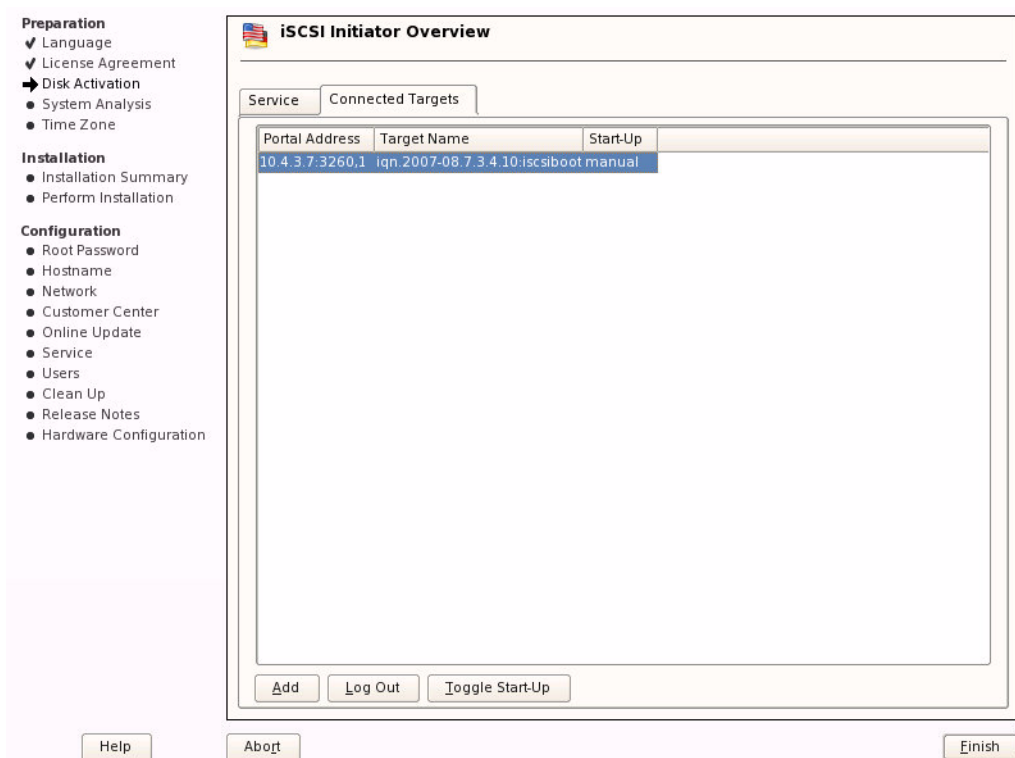 Preparation
Language
License Agreement
Disk Activation
System Analysis
Time Zone
Installation
Installation Summary
Perform Installation
Configuration
Root Password
Hostname
Network
Customer Center
Online Update
Service
Users
Clean Up
Release Notes
Hardware Configuration
iSCSI Initiator Overview
Service Connected Targets
Portal Address Target Name Start-Up
10.4.3.7:3260,1 iqn.2007-08.7.3.4.10:iscsiboot manual
Add Log Out Toggle Start-Up
Help Abort Finish